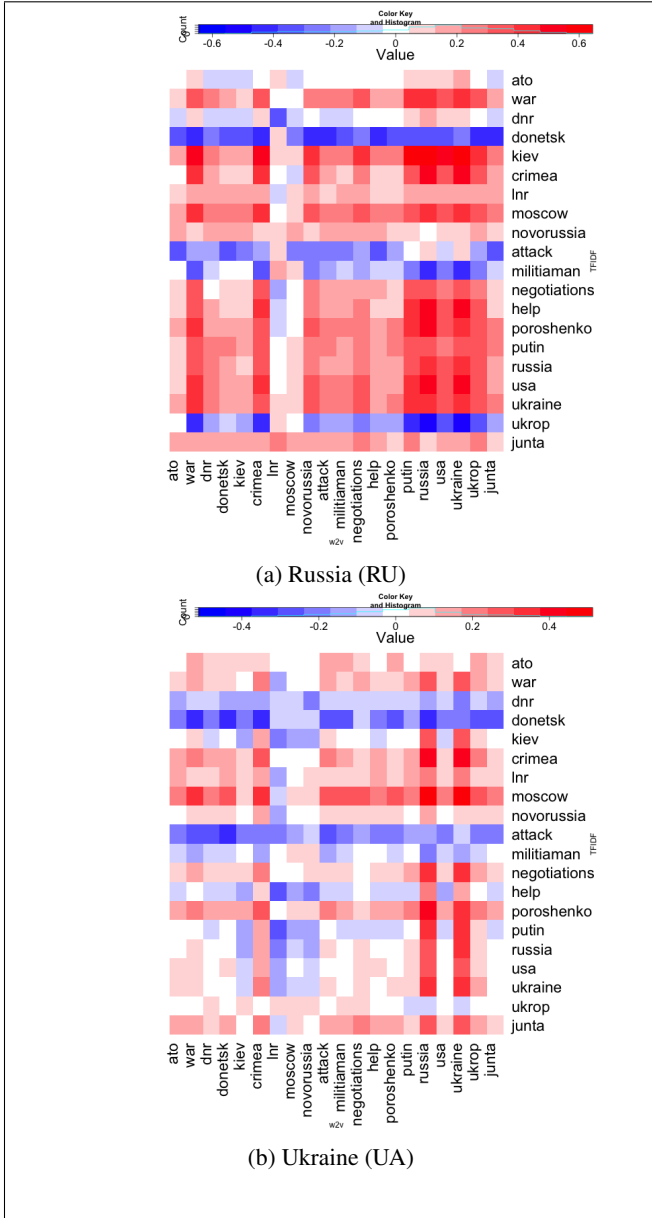 Color Key
and Histogram
Count
-0.6 -0.2 0 0.2 0.4 0.6
Value
ato
war
dnr
donetsk
kiev
crimea
lnr
moscow
novorussia
attack
militiaman
negotiations
help
poroshenko
putin
russia
usa
ukraine
ukrop
junta
TFIDF
ato
war
dnr
donetsk
kiev
crimea
lnr
moscow
novorussia
attack
militiaman
negotiations
help
poroshenko
putin
russia
usa
ukraine
ukrop
junta
w2v
(a) Russia (RU)
Color Key
and Histogram
Count
-0.4 -0.2 0 0.2 0.4
Value
ato
war
dnr
donetsk
kiev
crimea
lnr
moscow
novorussia
attack
militiaman
negotiations
help
poroshenko
putin
russia
usa
ukraine
ukrop
junta
TFIDF
ato
war
dnr
donetsk
kiev
crimea
lnr
moscow
novorussia
attack
militiaman
negotiations
help
poroshenko
putin
russia
usa
ukraine
ukrop
junta
w2v
(b) Ukraine (UA)